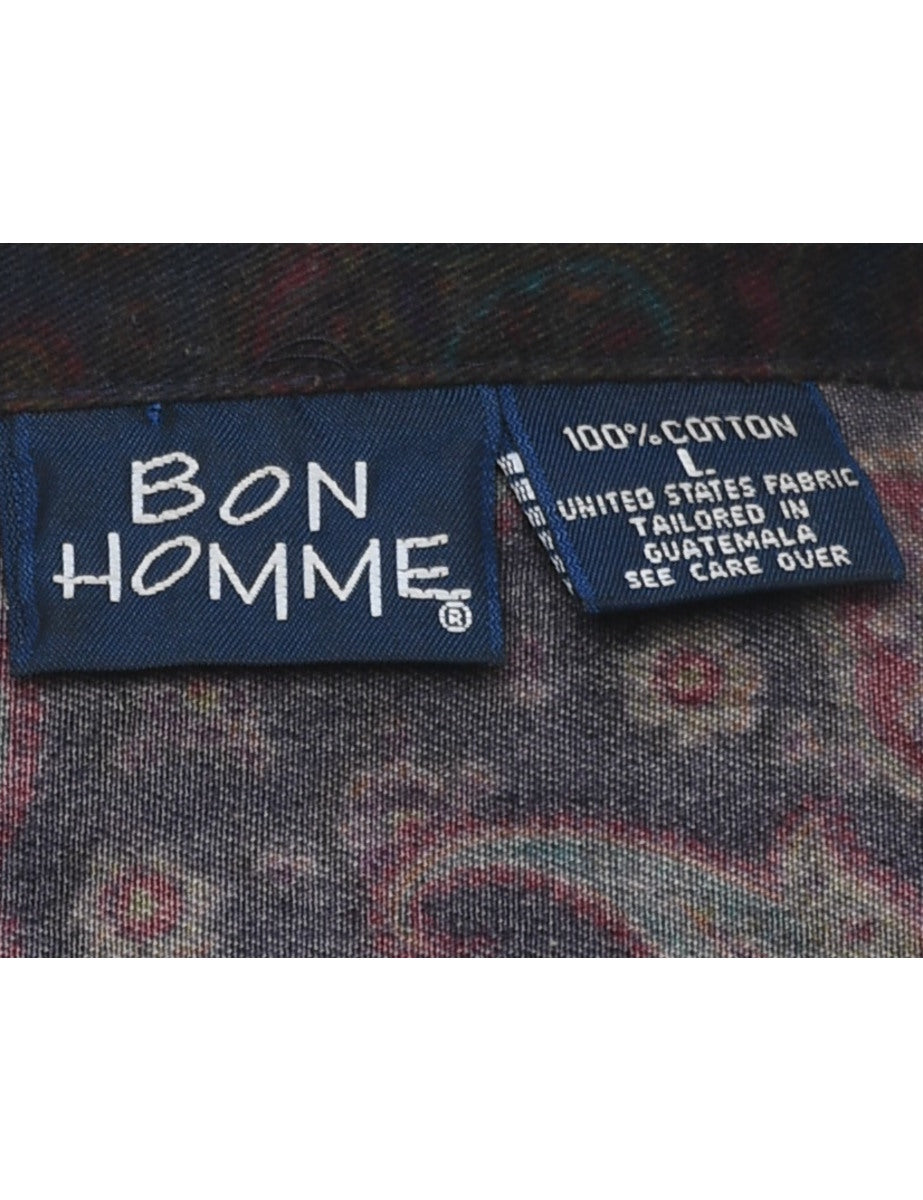 BON
HOMME
®
100% COTTON
L.
UNITED STATES FABRIC
TAILORED IN
GUATEMALA
SEE CARE OVER